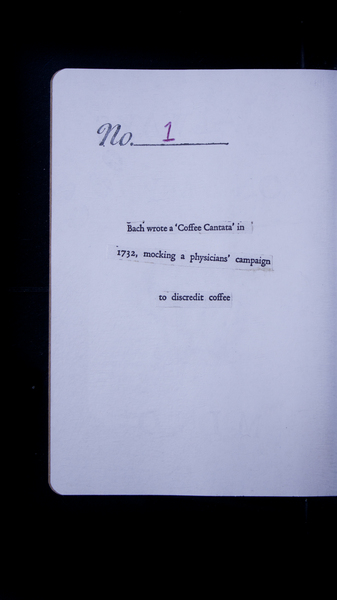 No. 1
Bach wrote a 'Coffee Cantata' in
1732, mocking a physicians' campaign
to discredit coffee